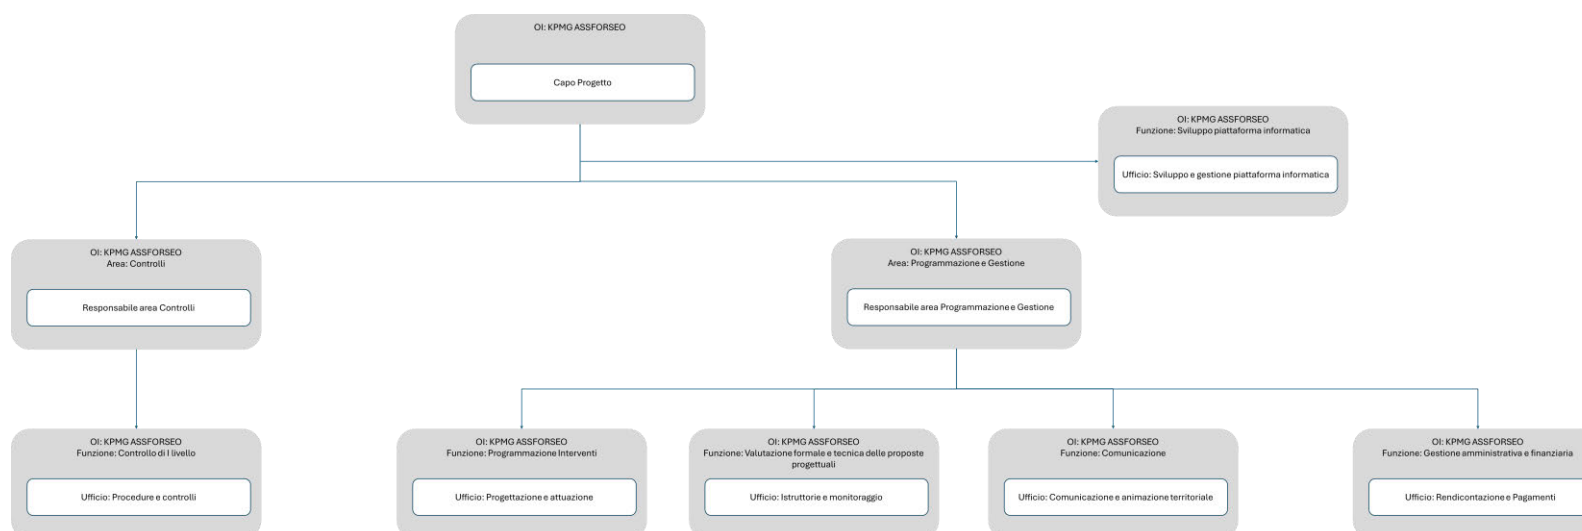 OI: KPMG ASSFORSEO
Capo Progetto
OI: KPMG ASSFORSEO
Funzione: Sviluppo piattaforma informatica
Ufficio: Sviluppo e gestione piattaforma informatica
OI: KPMG ASSFORSEO
Area: Controlli
Responsabile area Controlli
OI: KPMG ASSFORSEO
Area: Programmazione e Gestione
Responsabile area Programmazione e Gestione
OI: KPMG ASSFORSEO
Funzione: Controllo di I livello
Ufficio: Procedure e controlli
OI: KPMG ASSFORSEO
Funzione: Programmazione Interventi
Ufficio: Progettazione e attuazione
OI: KPMG ASSFORSEO
Funzione: Valutazione formale e tecnica delle proposte
progettuali
Ufficio: Istruttorie e monitoraggio
OI: KPMG ASSFORSEO
Funzione: Comunicazione
Ufficio: Comunicazione e animazione territoriale
OI: KPMG ASSFORSEO
Funzione: Gestione amministrativa e finanziaria
Ufficio: Rendicontazione e Pagamenti